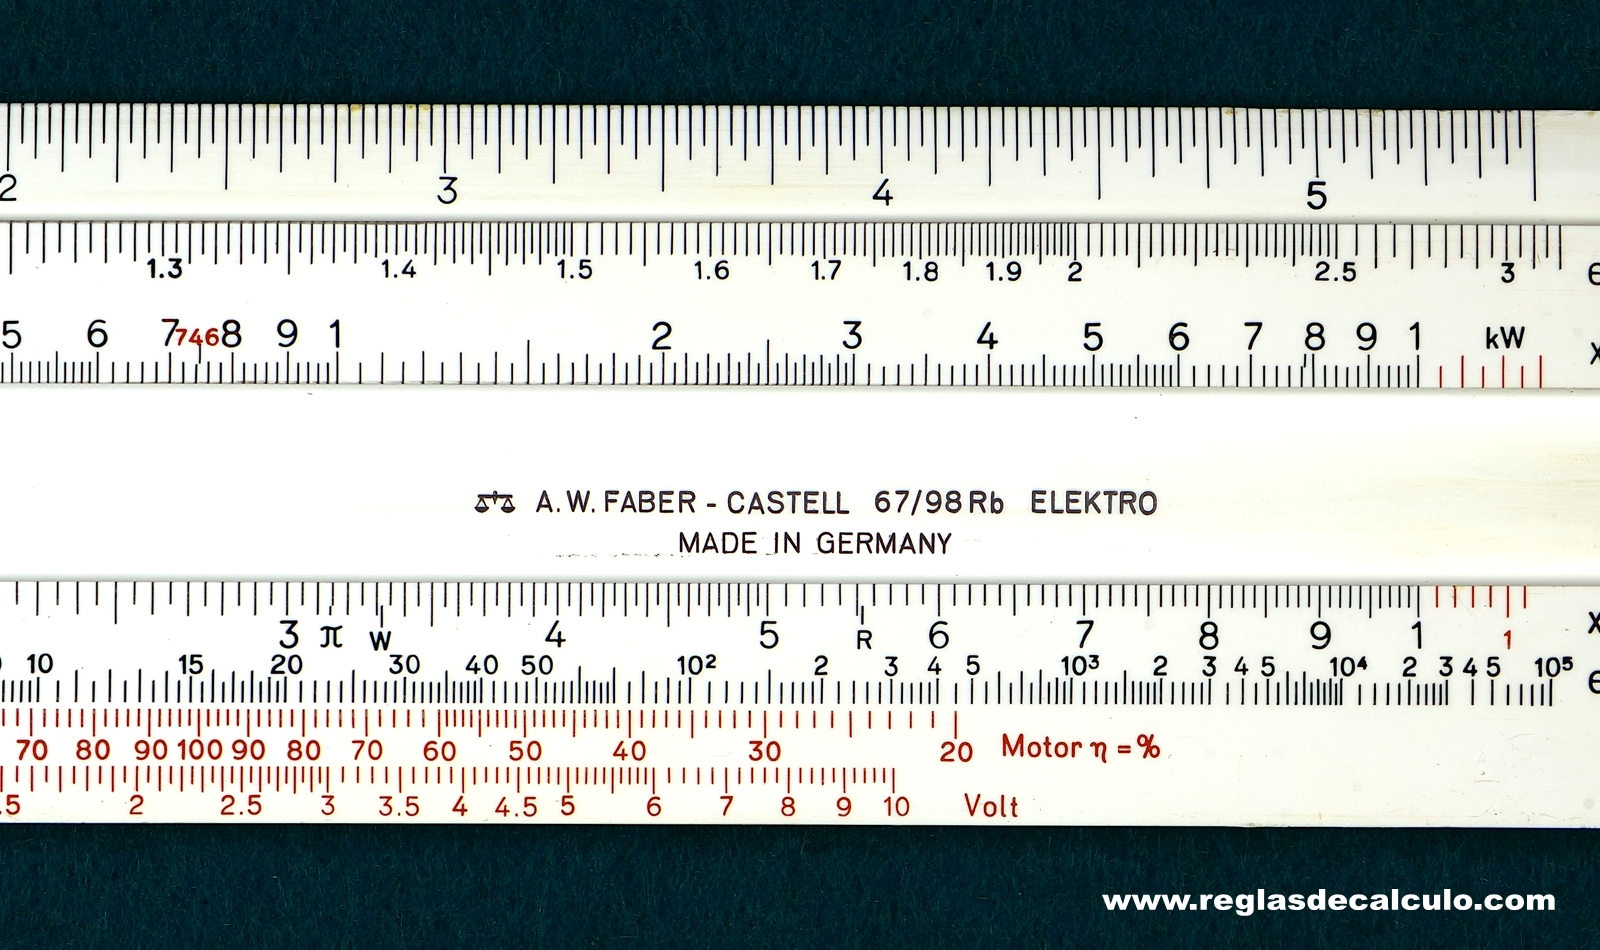 2 3 4 5
1.3 1.4 1.5 1.6 1.7 1.8 1.9 2 2.5 3 e
5 6 7 746 8 9 1 2 3 4 5 6 7 8 9 1 kW x
A.W. FABER - CASTELL 67/98 Rb ELEKTRO
MADE IN GERMANY
3 π W 4 5 R 6 7 8 9 1 1 x
10 15 20 30 40 50 10² 2 3 4 5 10³ 2 3 4 5 10⁴ 2 3 4 5 10⁵ e
70 80 90 100 90 80 70 60 50 40 30 20 Motor η = %
.5 2 2.5 3 3.5 4 4.5 5 6 7 8 9 10 Volt
www.reglasdecalculo.com